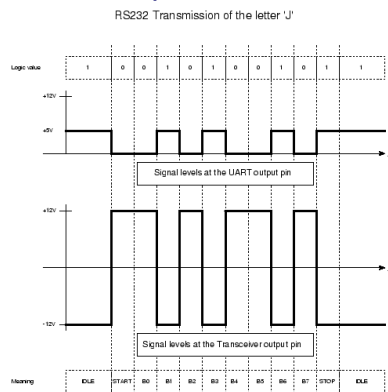 RS232 Transmission of the letter 'J'
Logic value 1 0 0 1 0 1 0 0 1 0 1 1
+12V
+5V
Signal levels at the UART output pin
+12V
-12V
Signal levels at the Transceiver output pin
Meaning IDLE START B0 B1 B2 B3 B4 B5 B6 B7 STOP IDLE